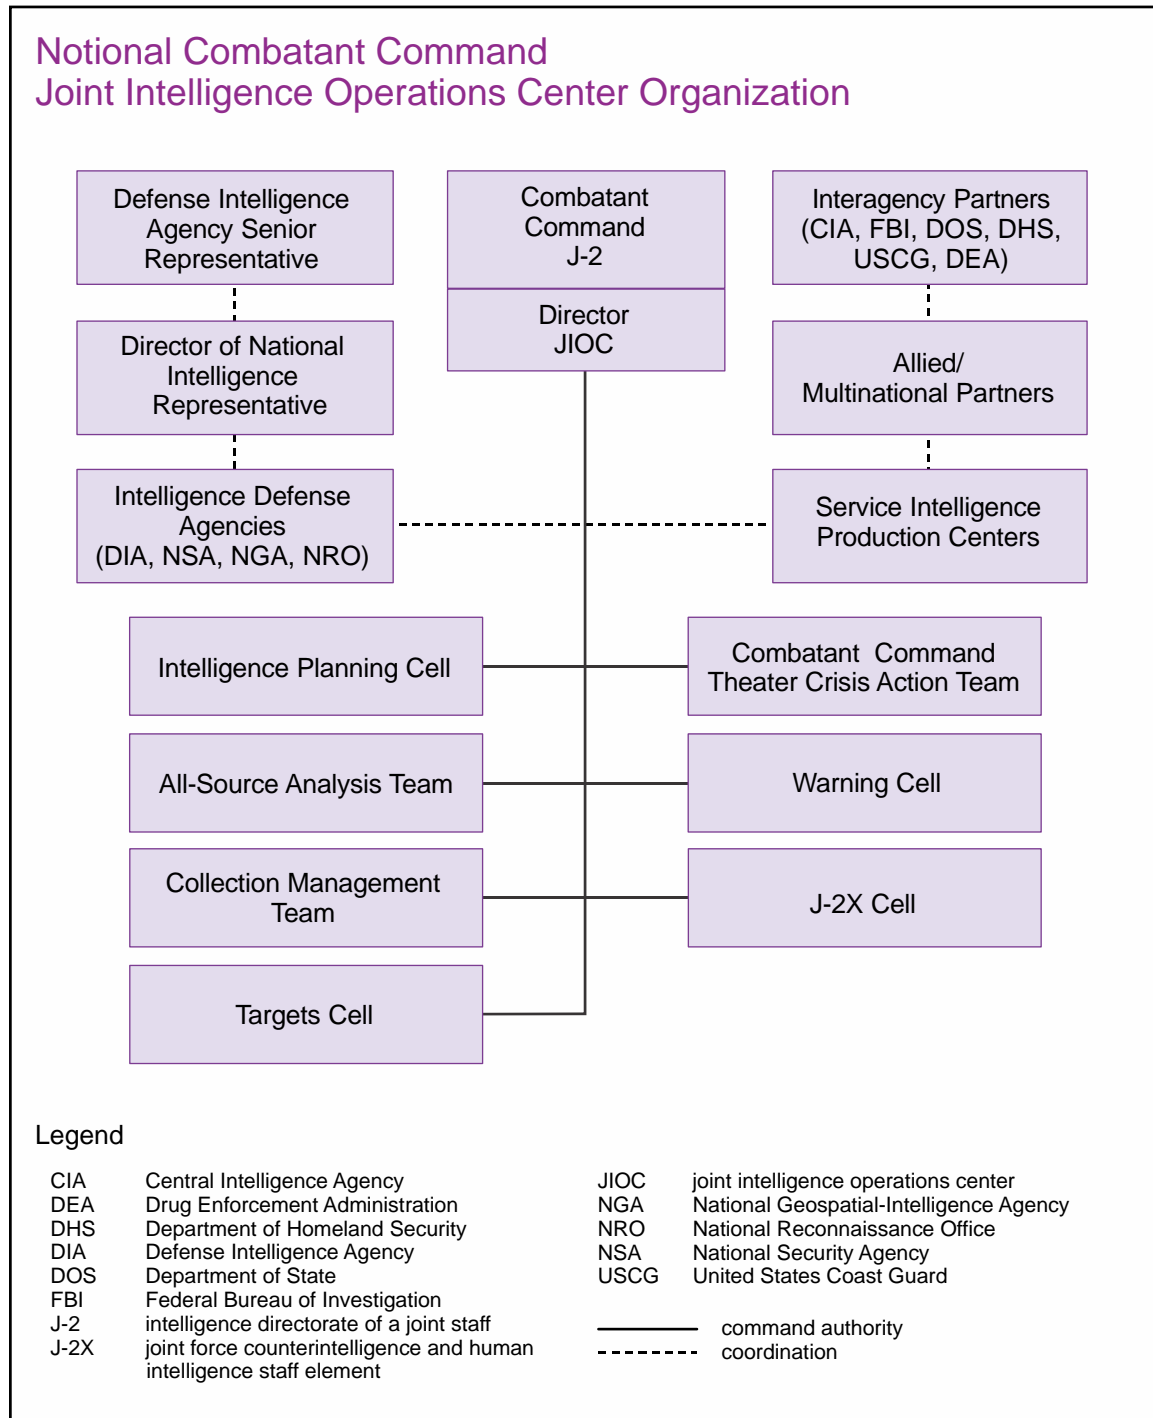 Notional Combatant Command
Joint Intelligence Operations Center Organization
Defense Intelligence
Agency Senior
Representative
Combatant
Command
J-2
Interagency Partners
(CIA, FBI, DOS, DHS,
USCG, DEA)
Director
JIOC
Director of National
Intelligence
Representative
Allied/
Multinational Partners
Intelligence Defense
Agencies
(DIA, NSA, NGA, NRO)
Service Intelligence
Production Centers
Intelligence Planning Cell
Combatant Command
Theater Crisis Action Team
All-Source Analysis Team
Warning Cell
Collection Management
Team
J-2X Cell
Targets Cell
Legend
CIA Central Intelligence Agency
DEA Drug Enforcement Administration
DHS Department of Homeland Security
DIA Defense Intelligence Agency
DOS Department of State
FBI Federal Bureau of Investigation
J-2 intelligence directorate of a joint staff
J-2X joint force counterintelligence and human
intelligence staff element
JIOC joint intelligence operations center
NGA National Geospatial-Intelligence Agency
NRO National Reconnaissance Office
NSA National Security Agency
USCG United States Coast Guard
command authority
coordination